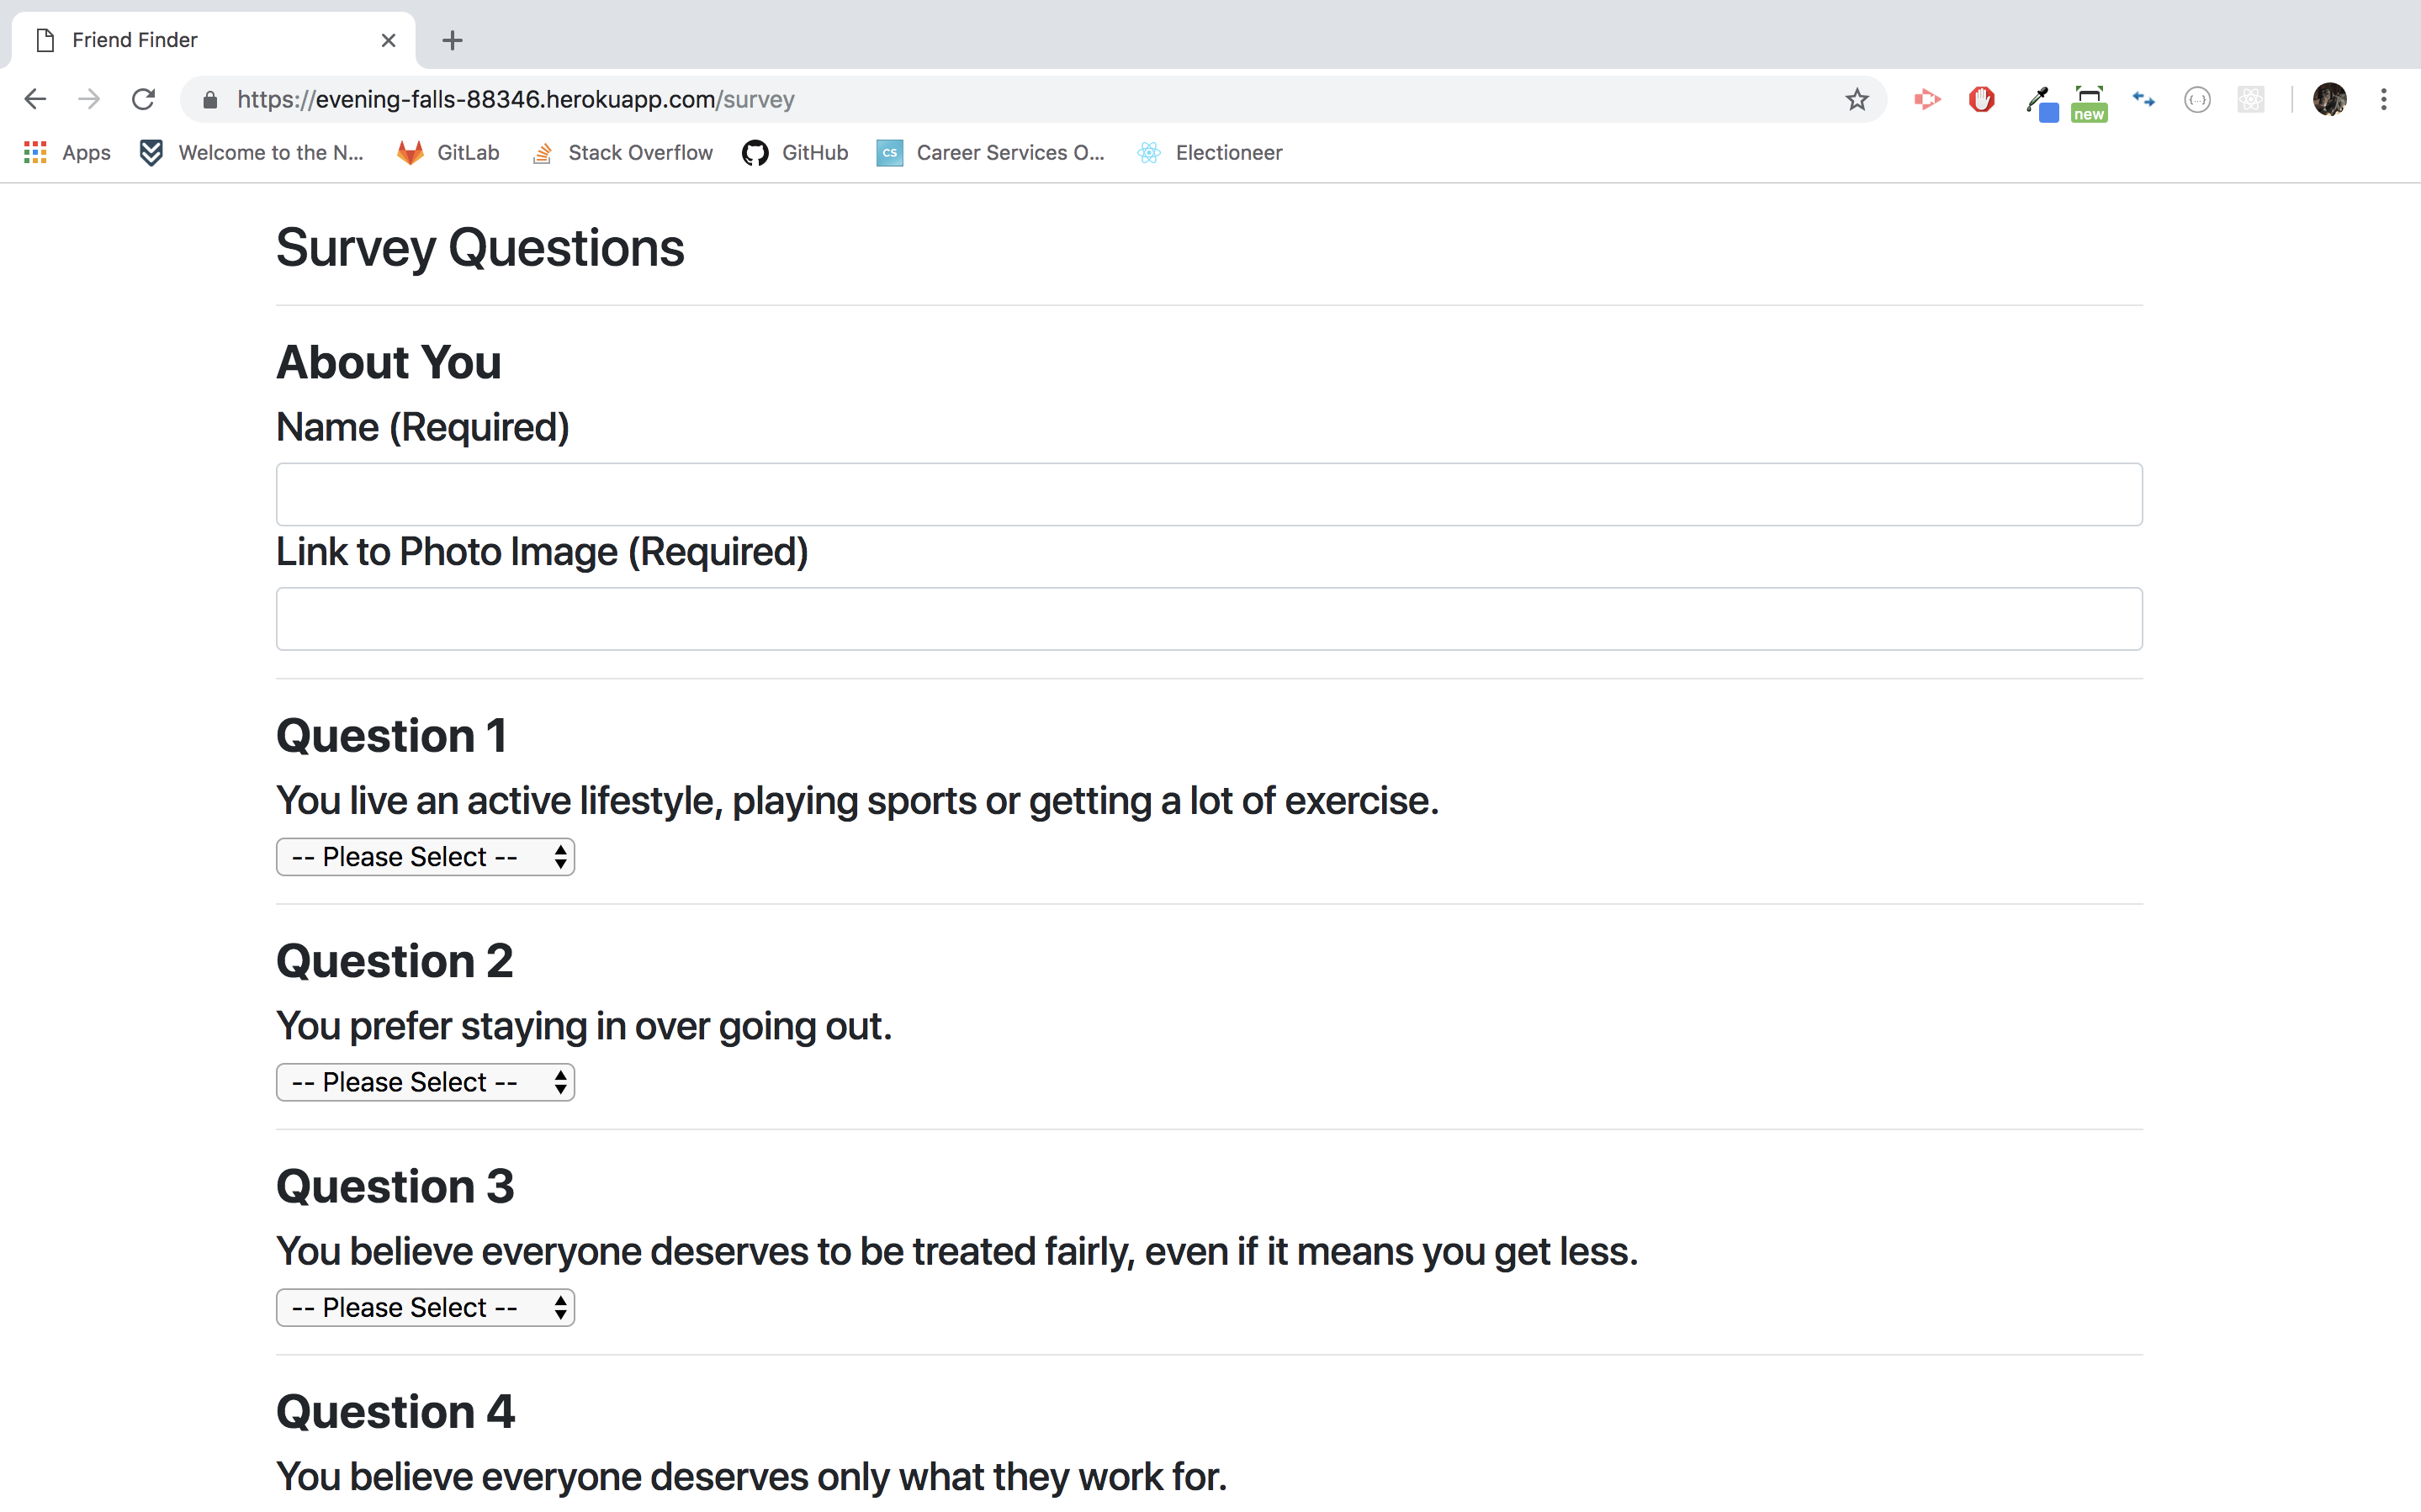 Friend Finder
https://evening-falls-88346.herokuapp.com/survey
new
Apps Welcome to the N... GitLab Stack Overflow GitHub CS Career Services O... Electioneer
Survey Questions
About You
Name (Required)
Link to Photo Image (Required)
Question 1
You live an active lifestyle, playing sports or getting a lot of exercise.
-- Please Select --
Question 2
You prefer staying in over going out.
-- Please Select --
Question 3
You believe everyone deserves to be treated fairly, even if it means you get less.
-- Please Select --
Question 4
You believe everyone deserves only what they work for.